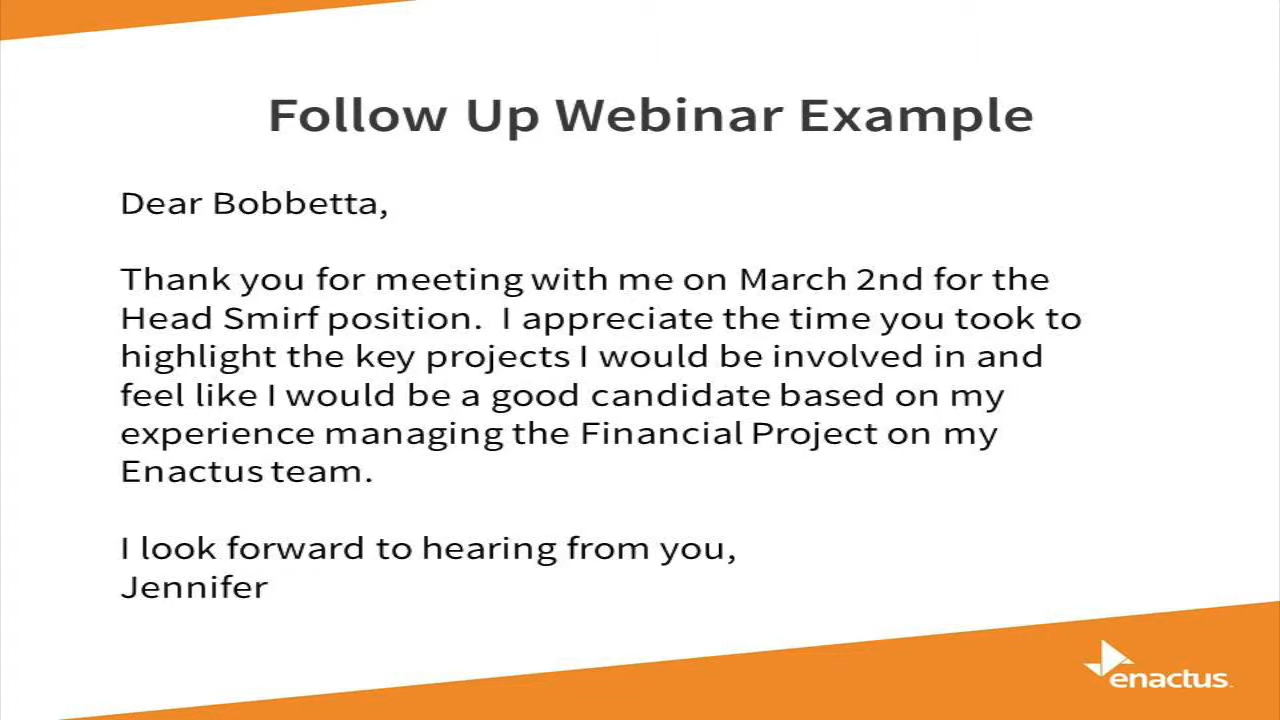 Follow Up Webinar Example
Dear Bobbetta,
Thank you for meeting with me on March 2nd for the
Head Smirf position.  I appreciate the time you took to
highlight the key projects I would be involved in and
feel like I would be a good candidate based on my
experience managing the Financial Project on my
Enactus team.
I look forward to hearing from you,
Jennifer
enactus